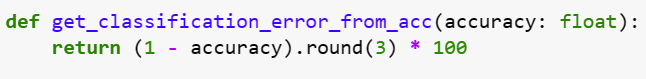 def get_classification_error_from_acc(accuracy: float):
    return (1 - accuracy).round(3) * 100